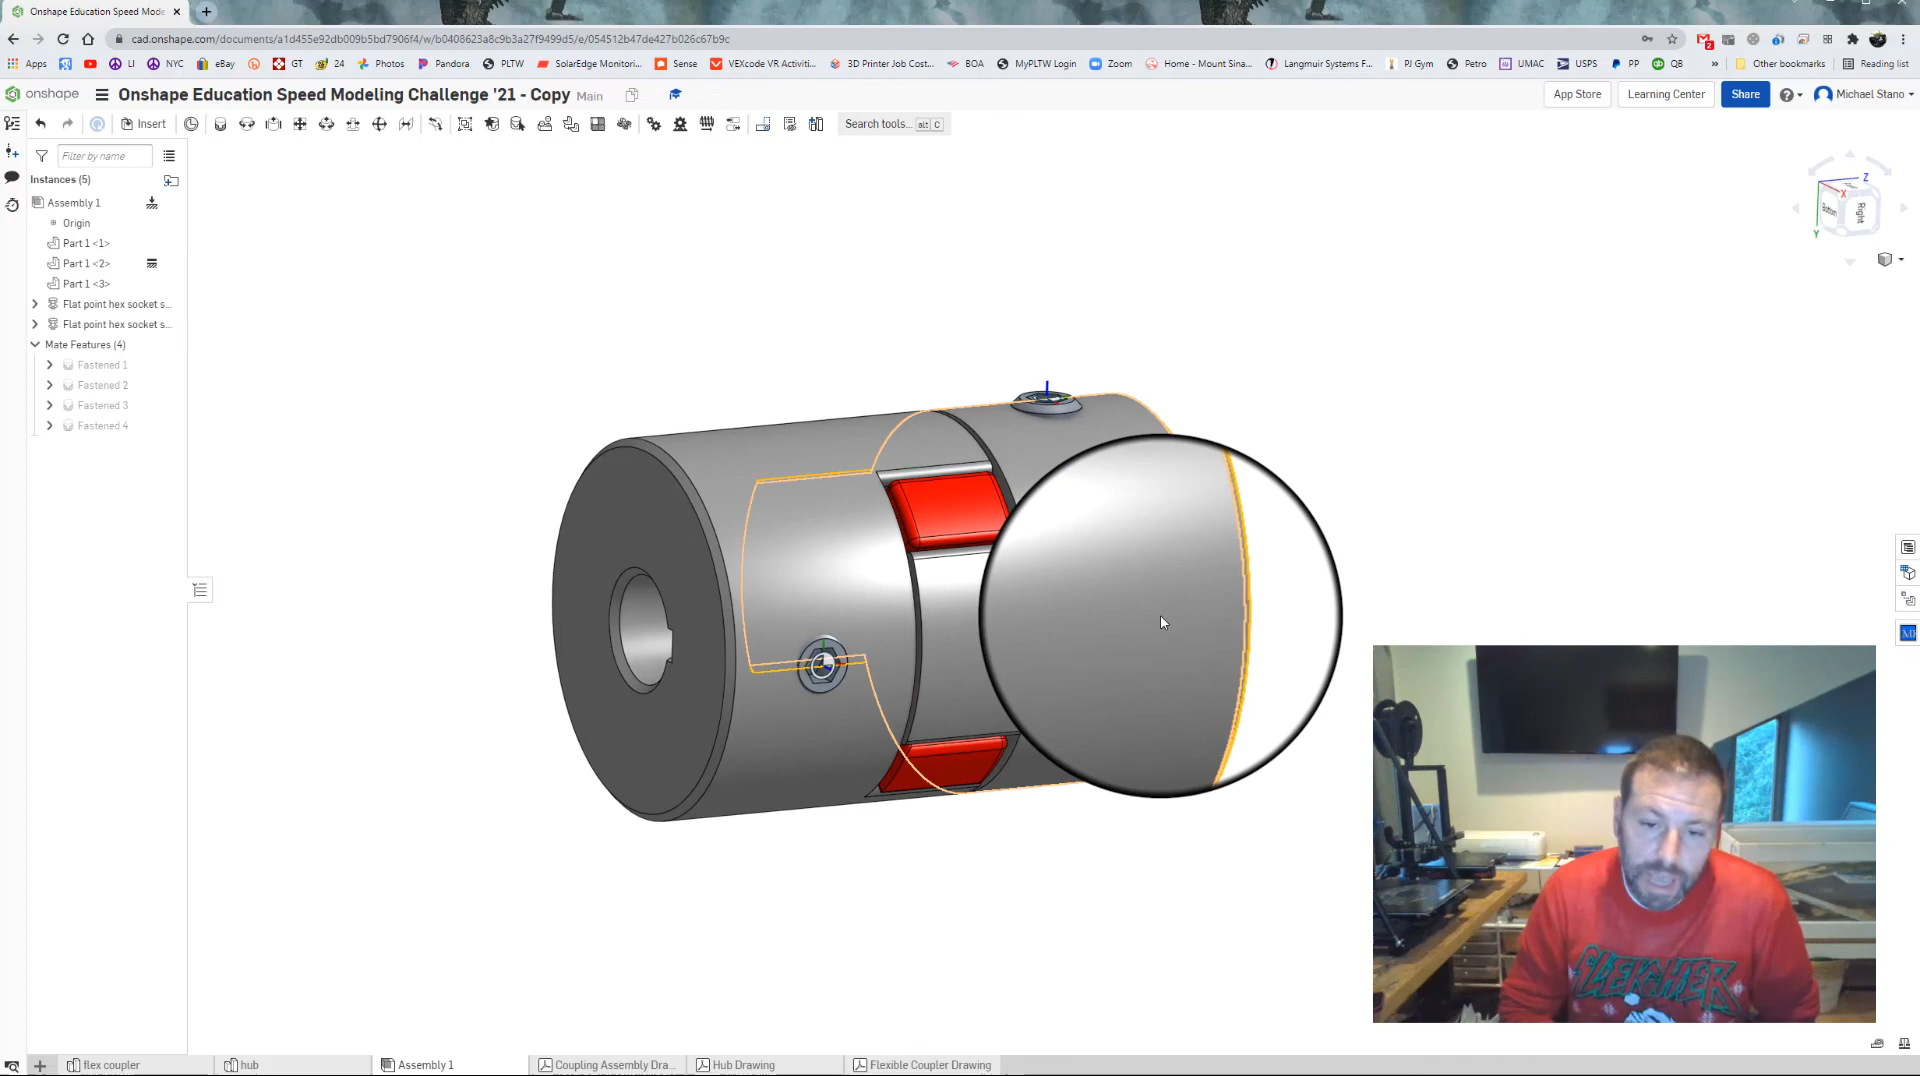 Onshape Education Speed Mode
cad.onshape.com/documents/a1d455e92db009b5bd7906f4/w/b0408623a8c9b3a27f9499d5/e/054512b47de427b026c67b9c
2
Apps LI NYC eBay GT 24 Photos Pandora PLTW SolarEdge Monitori... Sense VEXcode VR Activiti... 3D Printer Job Cost... BOA MyPLTW Login Zoom Home - Mount Sina... Langmuir Systems F... PJ Gym Petro UMAC USPS PP QB » Other bookmarks Reading list
onshape Onshape Education Speed Modeling Challenge '21 - Copy Main App Store Learning Center Share Michael Stano
Insert Search tools... alt C
Filter by name
Instances (5)
Assembly 1
Origin
Part 1 <1>
Part 1 <2>
Part 1 <3>
Flat point hex socket s...
Flat point hex socket s...
Mate Features (4)
Fastened 1
Fastened 2
Fastened 3
Fastened 4
Z
X
Bottom
Right
Y
flex coupler hub Assembly 1 Coupling Assembly Dra... Hub Drawing Flexible Coupler Drawing